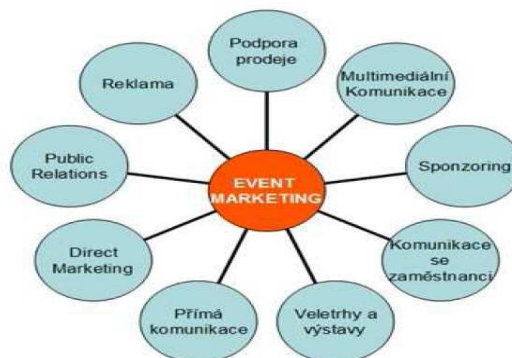 Podpora
prodeje
Multimediální
Komunikace
Sponzoring
Komunikace
se
zaměstnanci
Veletrhy a
výstavy
Přímá
komunikace
Direct
Marketing
Public
Relations
Reklama
EVENT
MARKETING